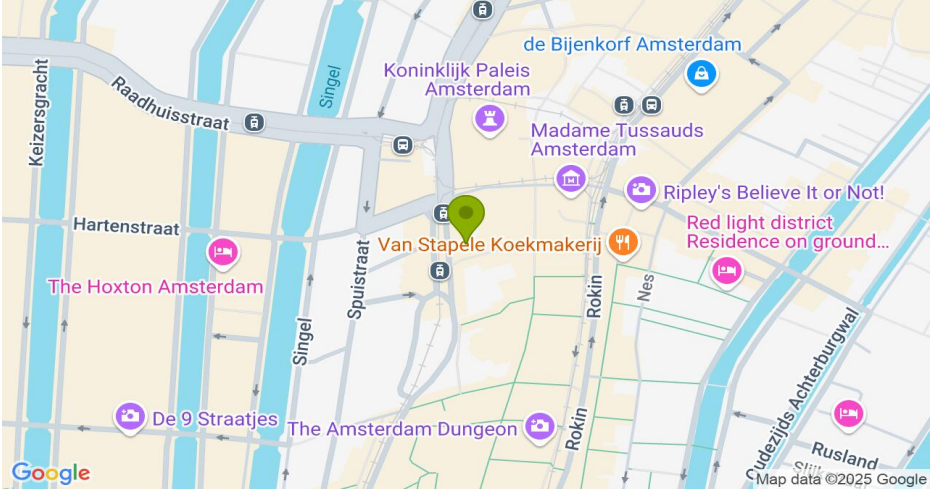 de Bijenkorf Amsterdam
Koninklijk Paleis
Amsterdam
Singel
Raadhuisstraat
Keizersgracht
Madame Tussauds
Amsterdam
Ripley's Believe It or Not!
Hartenstraat
Red light district
Residence on ground...
Van Stapele Koekmakerij
The Hoxton Amsterdam
Spuistraat
Rokin
Nes
Singel
Oudezijds Achterburgwal
De 9 Straatjes
The Amsterdam Dungeon
Rokin
Rusland
Google
Map data ©2025 Google